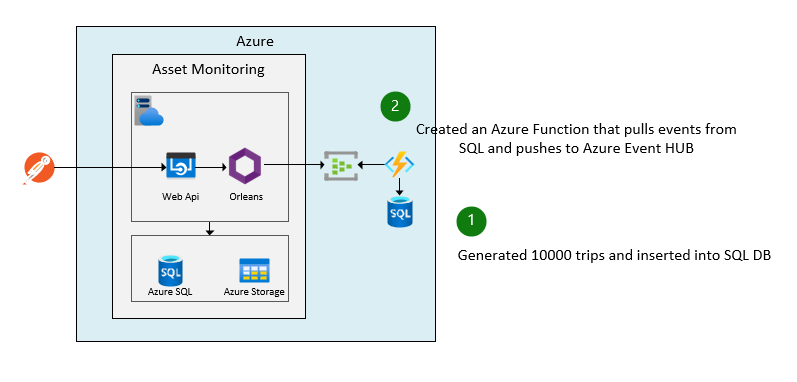 Azure
Asset Monitoring
2
Created an Azure Function that pulls events from
SQL and pushes to Azure Event HUB
Web Api
Orleans
SQL
1
Generated 10000 trips and inserted into SQL DB
SQL
Azure SQL
Azure Storage